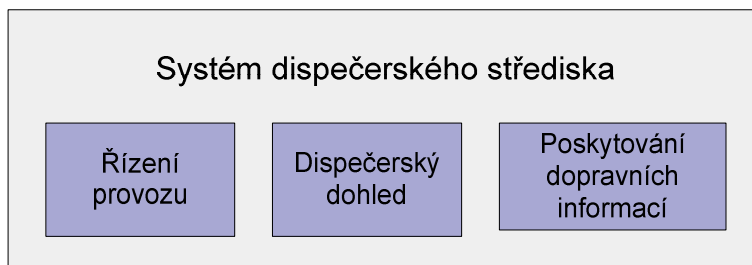 Systém dispečerského střediska
Řízení
provozu
Dispečerský
dohled
Poskytování
dopravních
informací